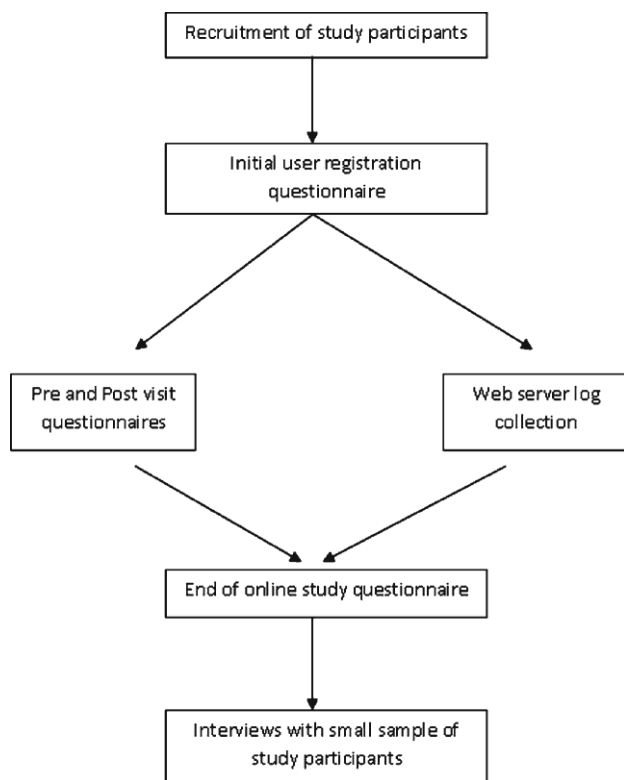 Recruitment of study participants
Initial user registration
questionnaire
Pre and Post visit
questionnaires
Web server log
collection
End of online study questionnaire
Interviews with small sample of
study participants